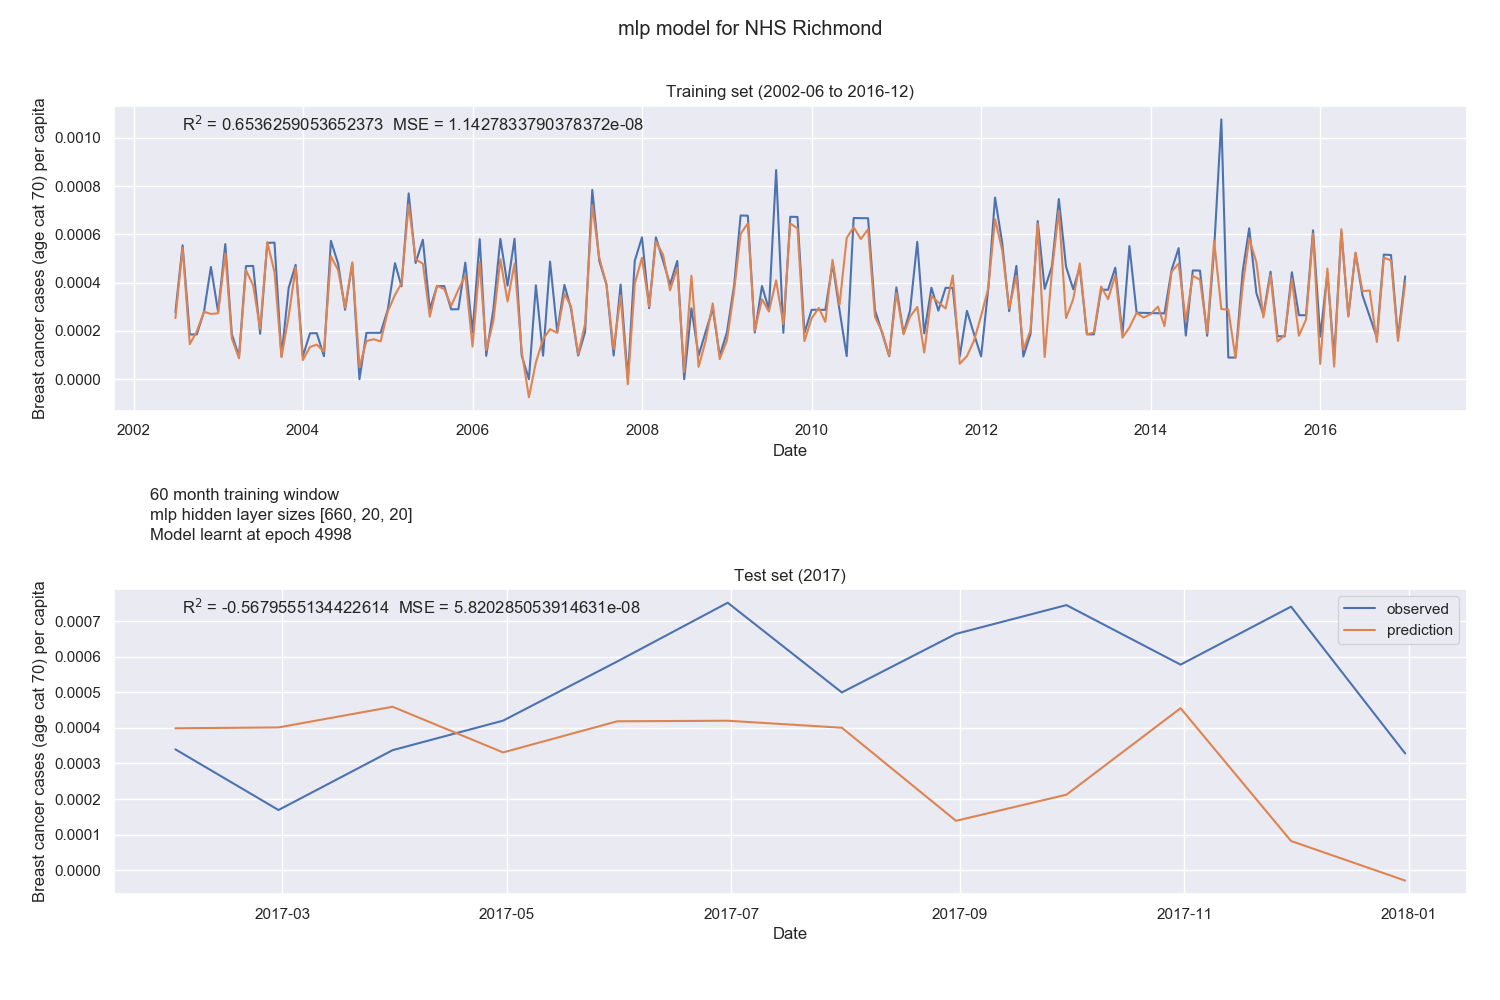 mlp model for NHS Richmond
Training set (2002-06 to 2016-12)
R² = 0.6536259053652373 MSE = 1.1427833790378372e-08
Breast cancer cases (age cat 70) per capita
0.0010
0.0008
0.0006
0.0004
0.0002
0.0000
2002 2004 2006 2008 2010 2012 2014 2016
Date
60 month training window
mlp hidden layer sizes [660, 20, 20]
Model learnt at epoch 4998
Test set (2017)
R² = -0.5679555134422614 MSE = 5.820285053914631e-08
observed
prediction
Breast cancer cases (age cat 70) per capita
0.0007
0.0006
0.0005
0.0004
0.0003
0.0002
0.0001
0.0000
2017-03 2017-05 2017-07 2017-09 2017-11 2018-01
Date